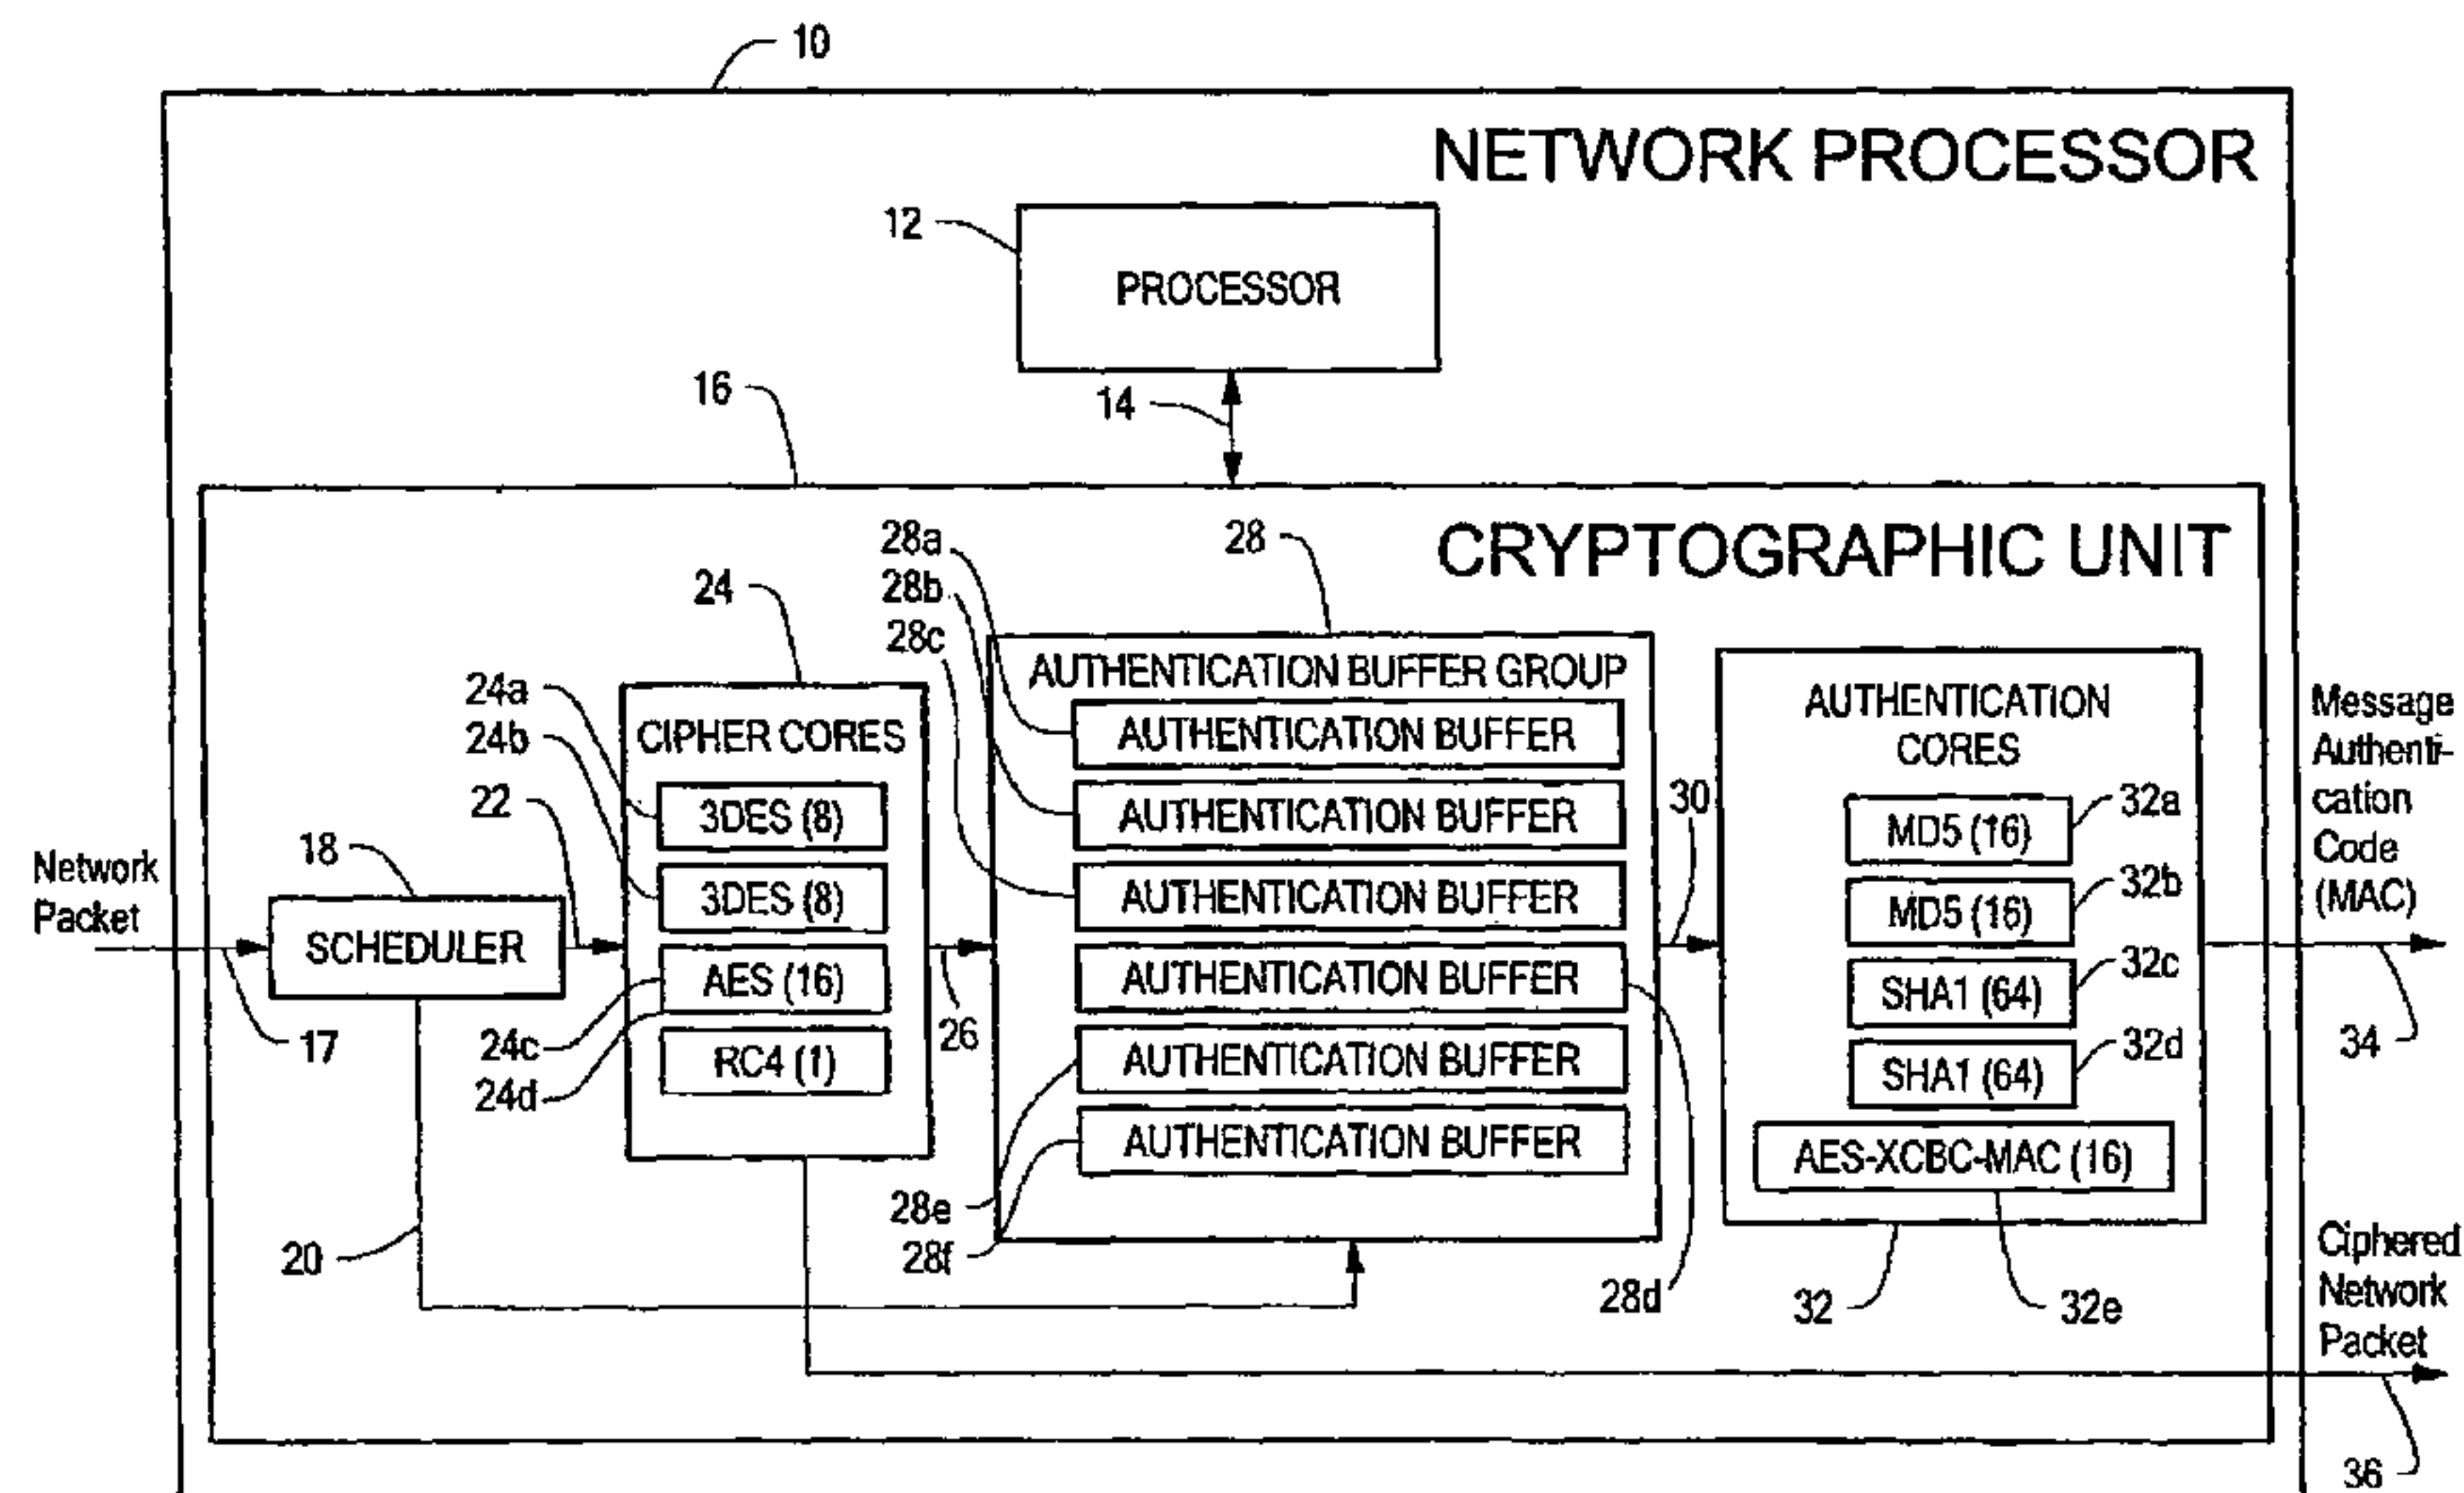 10
NETWORK PROCESSOR
12
PROCESSOR
14
16
CRYPTOGRAPHIC UNIT
28a
28
28b
24
28c
AUTHENTICATION BUFFER GROUP
24a
24b
CIPHER CORES
AUTHENTICATION BUFFER
AUTHENTICATION
CORES
22
3DES (8)
AUTHENTICATION BUFFER
30
MD5 (16)
32a
Network
Packet
18
SCHEDULER
3DES (8)
AUTHENTICATION BUFFER
MD5 (16)
32b
17
AES (16)
AUTHENTICATION BUFFER
SHA1 (64)
32c
24c
24d
RC4 (1)
26
AUTHENTICATION BUFFER
SHA1 (64)
32d
AUTHENTICATION BUFFER
AES-XCBC-MAC (16)
28e
28f
28d
32
32e
20
Message
Authenti-
cation
Code
(MAC)
34
Ciphered
Network
Packet
36